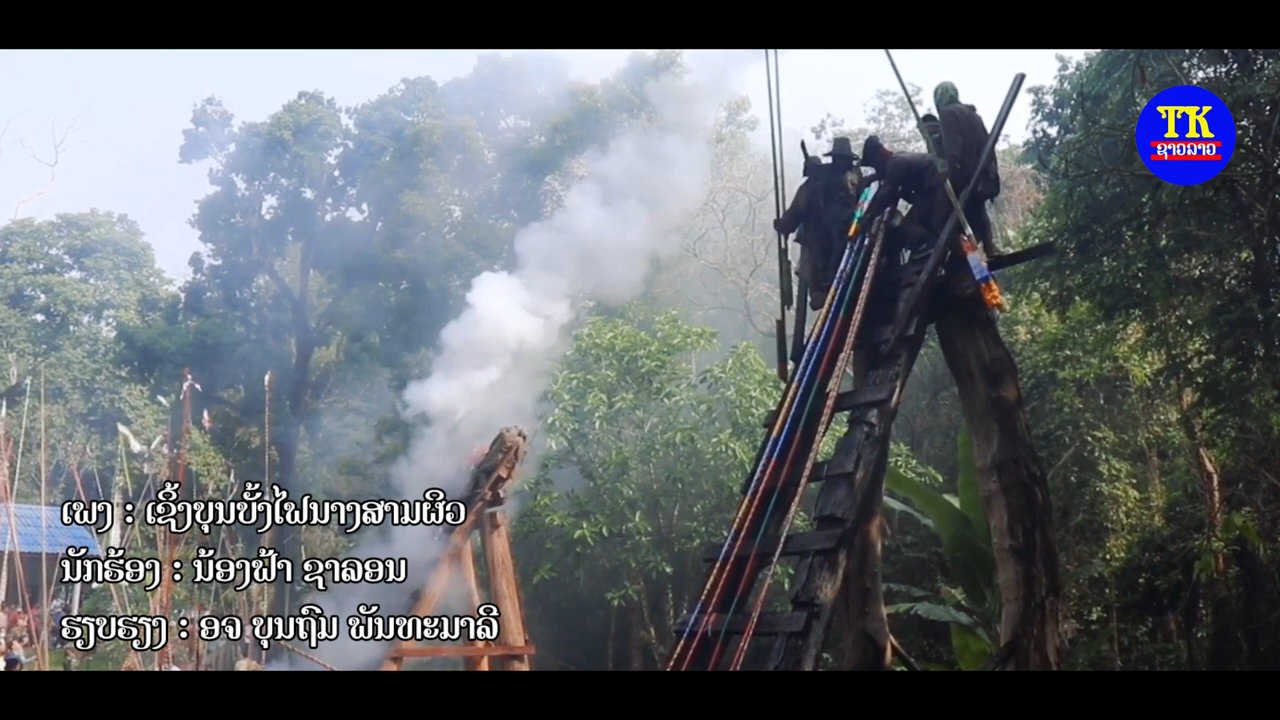 TK
ຊາວລາວ
ເພງ : ເຊິ້ງບຸນບັ້ງໄຟນາງສາມຜິວ
ນັກຮ້ອງ : ນ້ອງຟ້າ ຊາລອນ
ຮຽບຮຽງ : ອຈ ບຸນຖົມ ພັນທະມາລີ